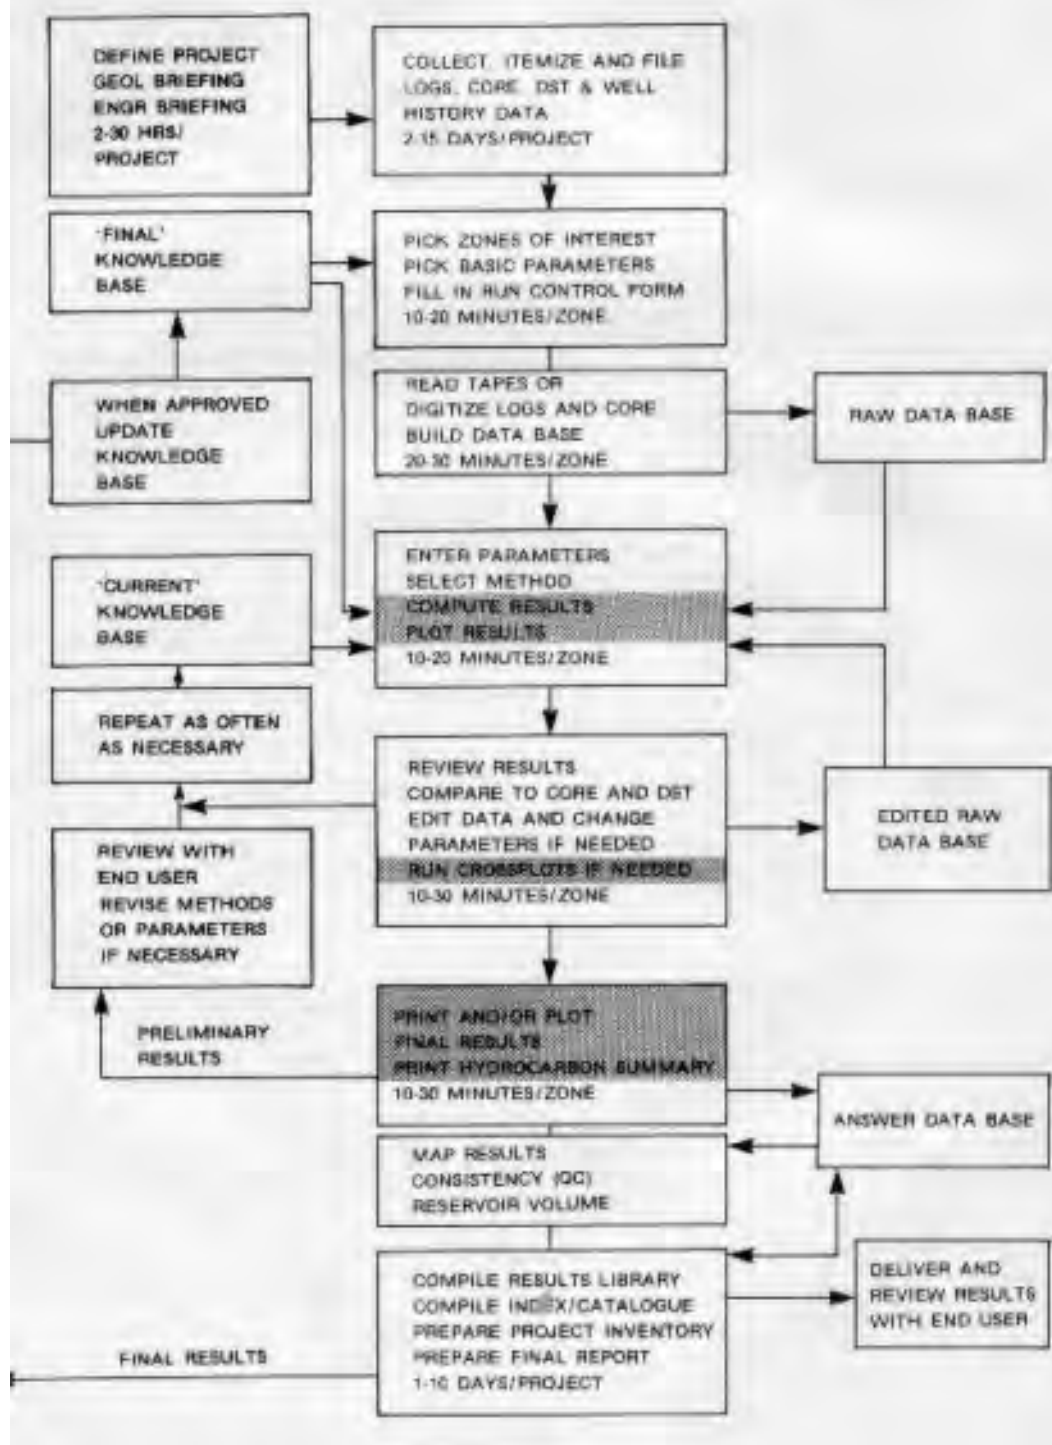 DEFINE PROJECT
GEOL BRIEFING
ENGR BRIEFING
2-30 HRS/
PROJECT
COLLECT, ITEMIZE AND FILE
LOGS, CORE, DST & WELL
HISTORY DATA
2-15 DAYS/PROJECT
'FINAL'
KNOWLEDGE
BASE
PICK ZONES OF INTEREST
PICK BASIC PARAMETERS
FILL IN RUN CONTROL FORM
10-20 MINUTES/ZONE
WHEN APPROVED
UPDATE
KNOWLEDGE
BASE
READ TAPES OR
DIGITIZE LOGS AND CORE
BUILD DATA BASE
20-30 MINUTES/ZONE
RAW DATA BASE
'CURRENT'
KNOWLEDGE
BASE
ENTER PARAMETERS
SELECT METHOD
COMPUTE RESULTS
PLOT RESULTS
10-20 MINUTES/ZONE
REPEAT AS OFTEN
AS NECESSARY
REVIEW RESULTS
COMPARE TO CORE AND DST
EDIT DATA AND CHANGE
PARAMETERS IF NEEDED
RUN CROSSPLOTS IF NEEDED
10-30 MINUTES/ZONE
EDITED RAW
DATA BASE
REVIEW WITH
END USER
REVISE METHODS
OR PARAMETERS
IF NECESSARY
PRELIMINARY
RESULTS
PRINT AND/OR PLOT
FINAL RESULTS
PRINT HYDROCARBON SUMMARY
10-30 MINUTES/ZONE
ANSWER DATA BASE
MAP RESULTS
CONSISTENCY (QC)
RESERVOIR VOLUME
COMPILE RESULTS LIBRARY
COMPILE INDEX/CATALOGUE
PREPARE PROJECT INVENTORY
PREPARE FINAL REPORT
1-10 DAYS/PROJECT
DELIVER AND
REVIEW RESULTS
WITH END USER
FINAL RESULTS